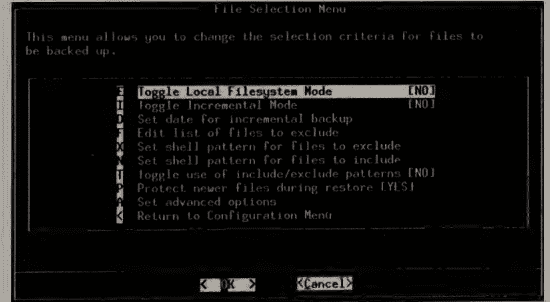 File Selection Menu
This menu allows you to change the selection criteria for files to
be backed up.
Toggle Local Filesystem Mode [NO]
I Toggle Incremental Mode [NO]
D Set date for incremental backup
F Edit list of files to exclude
X Set shell pattern for files to exclude
N Set shell pattern for files to include
T Toggle use of include/exclude patterns [NO]
P Protect newer files during restore [YES]
A Set advanced options
< Return to Configuration Menu
< OK > <Cancel>